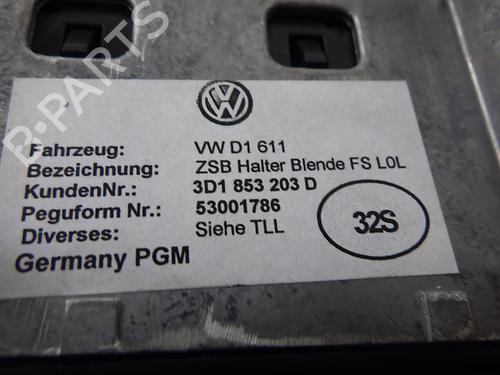 B-PARTS
VW
Fahrzeug: VW D1 611
Bezeichnung: ZSB Halter Blende FS L0L
KundenNr.: 3D1 853 203 D
Peguform Nr.: 53001786
Diverses: Siehe TLL
32S
Germany PGM